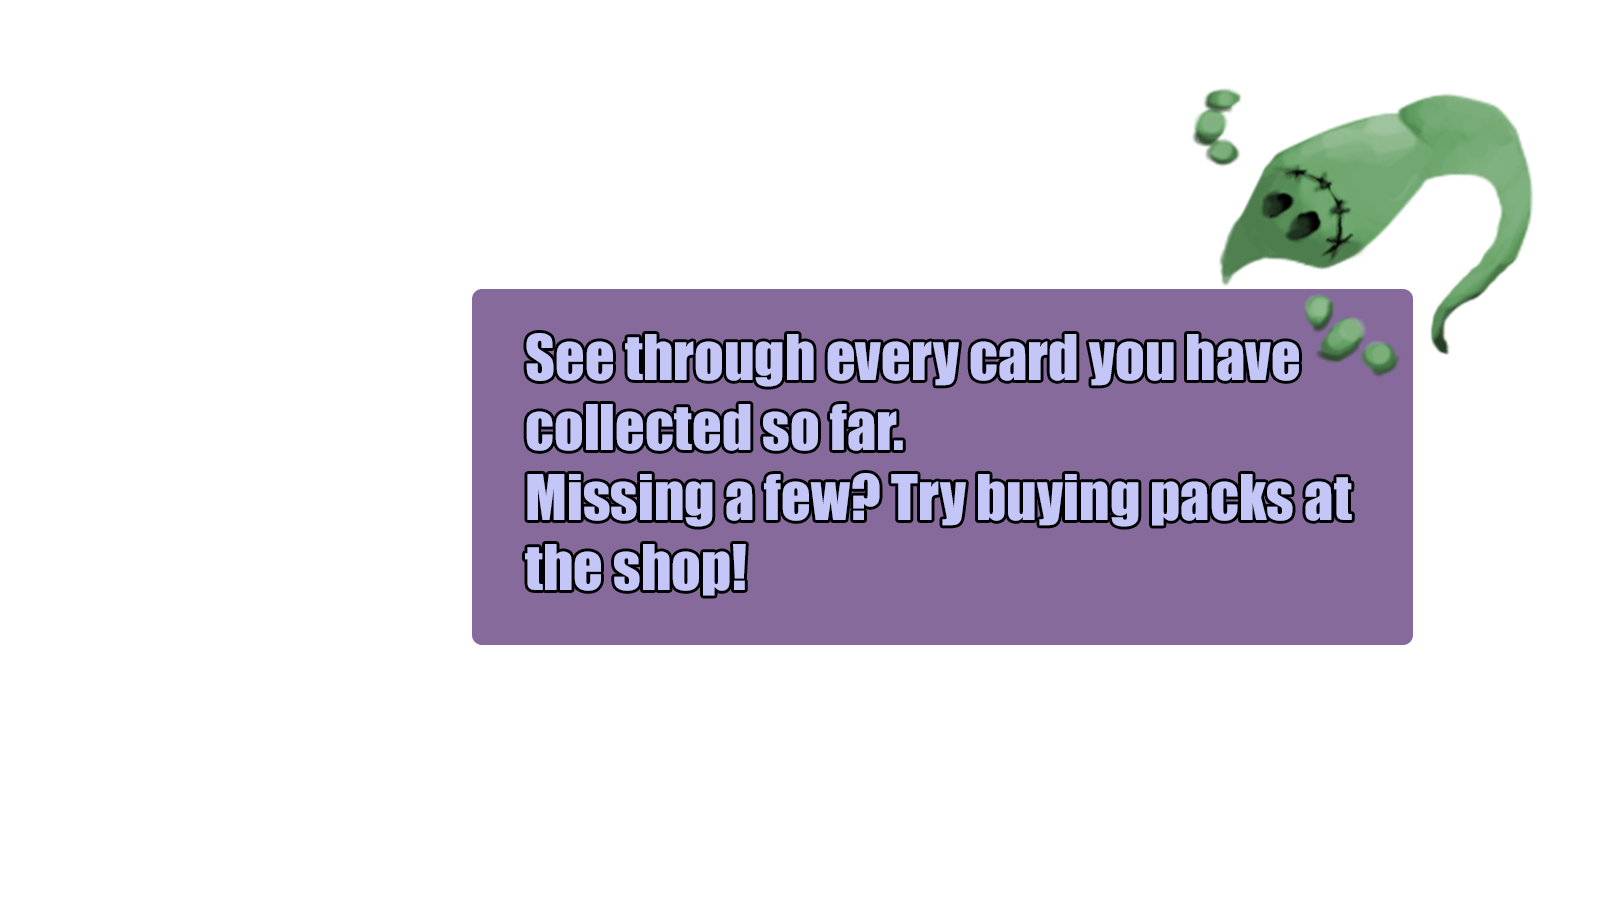 See through every card you have
collected so far.
Missing a few? Try buying packs at
the shop!